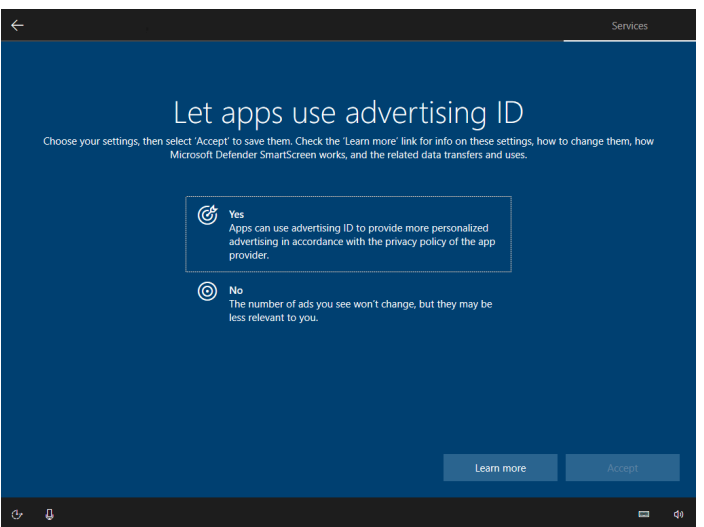 Services
Let apps use advertising ID
Choose your settings, then select 'Accept' to save them. Check the 'Learn more' link for info on these settings, how to change them, how
Microsoft Defender SmartScreen works, and the related data transfers and uses.
Yes
Apps can use advertising ID to provide more personalized
advertising in accordance with the privacy policy of the app
provider.
No
The number of ads you see won't change, but they may be
less relevant to you.
Learn more
Accept